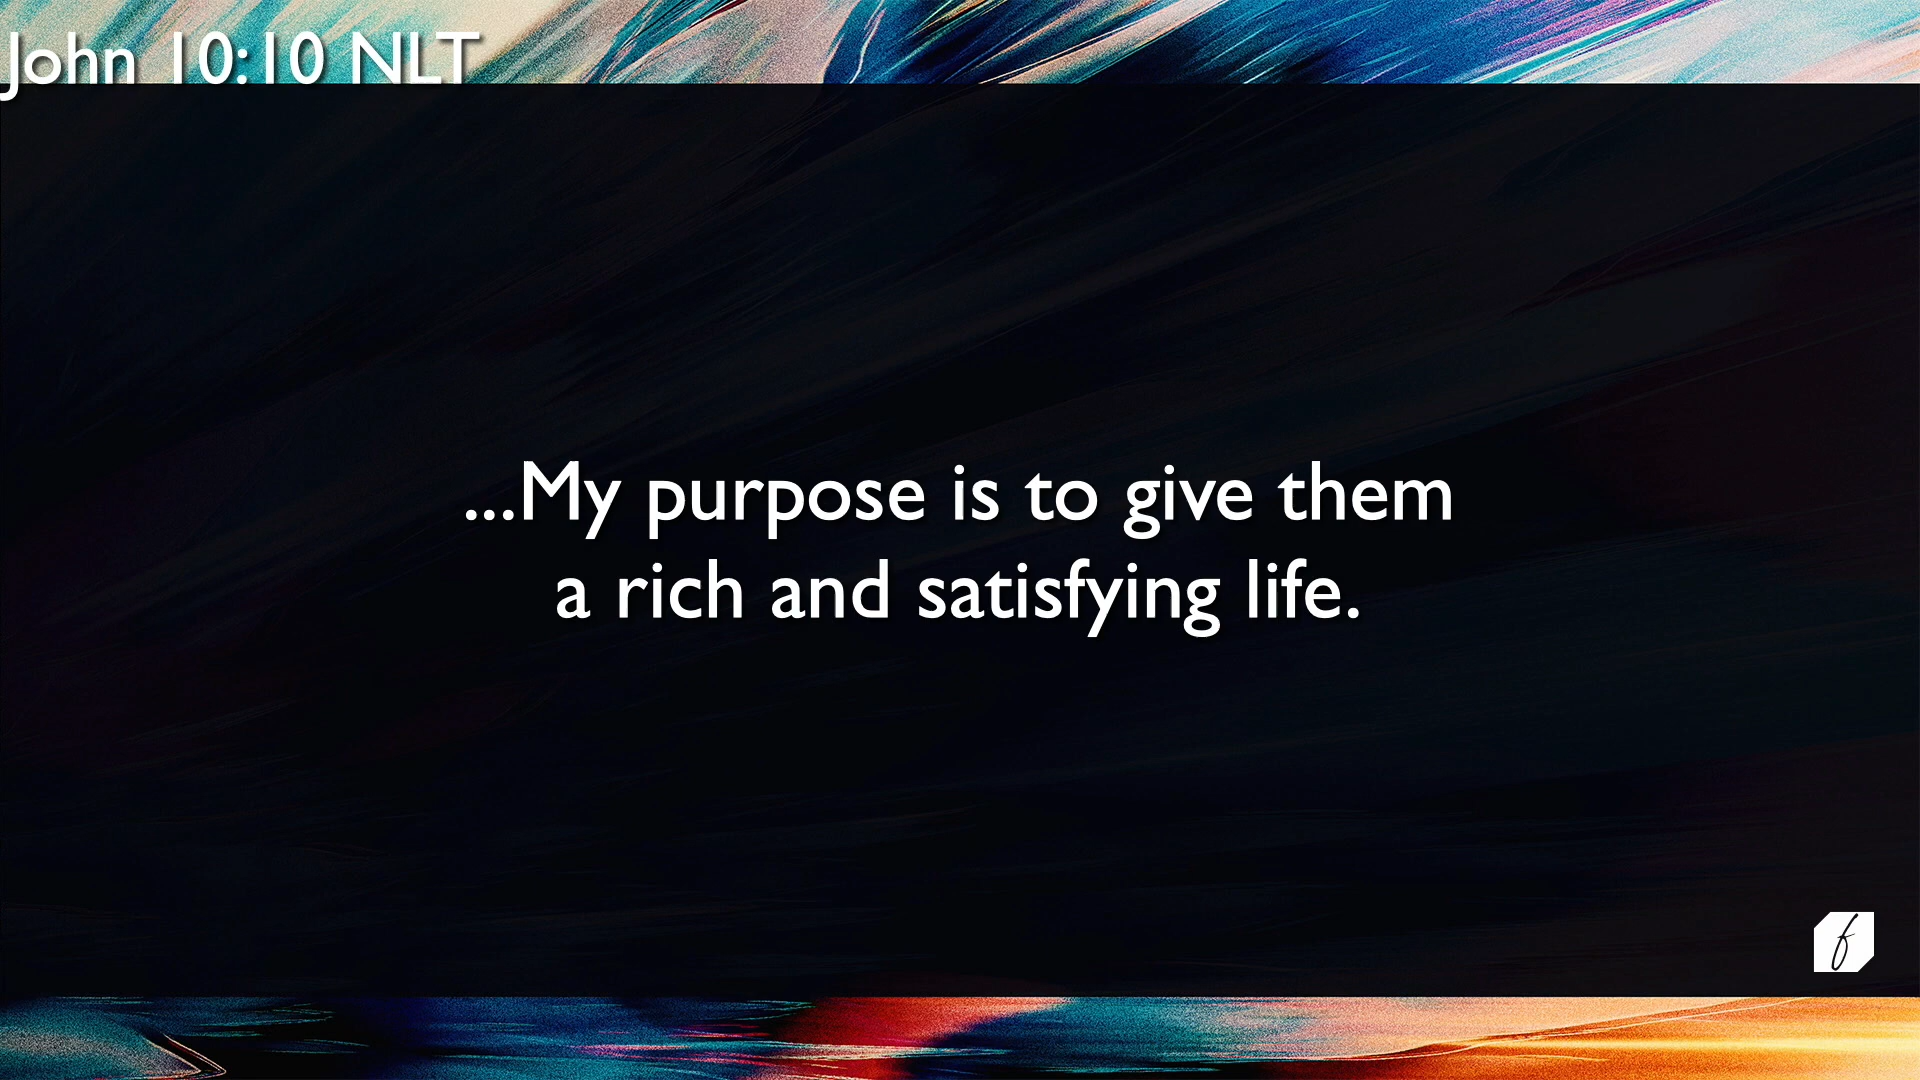 John 10:10 NLT
...My purpose is to give them
a rich and satisfying life.
f